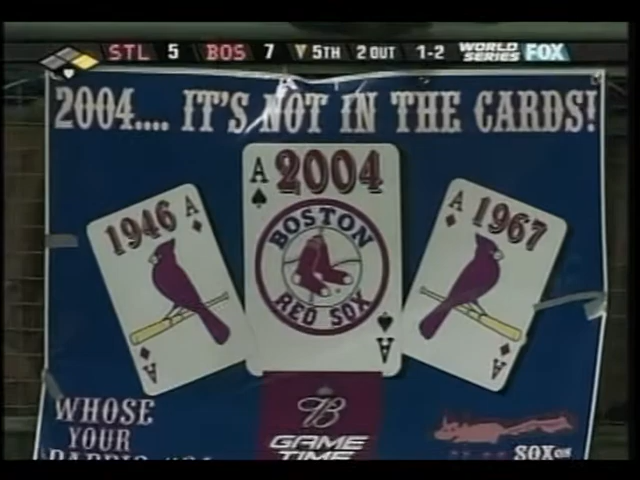 STL 5 BOS 7 ▼5TH 2 OUT 1-2 WORLD SERIES FOX
2004.... IT'S NOT IN THE CARDS!
A 1946 A
A 2004
A 1967
BOSTON
RED SOX
A
A
A
WHOSE
YOUR
B
GAME
TIME
SOX